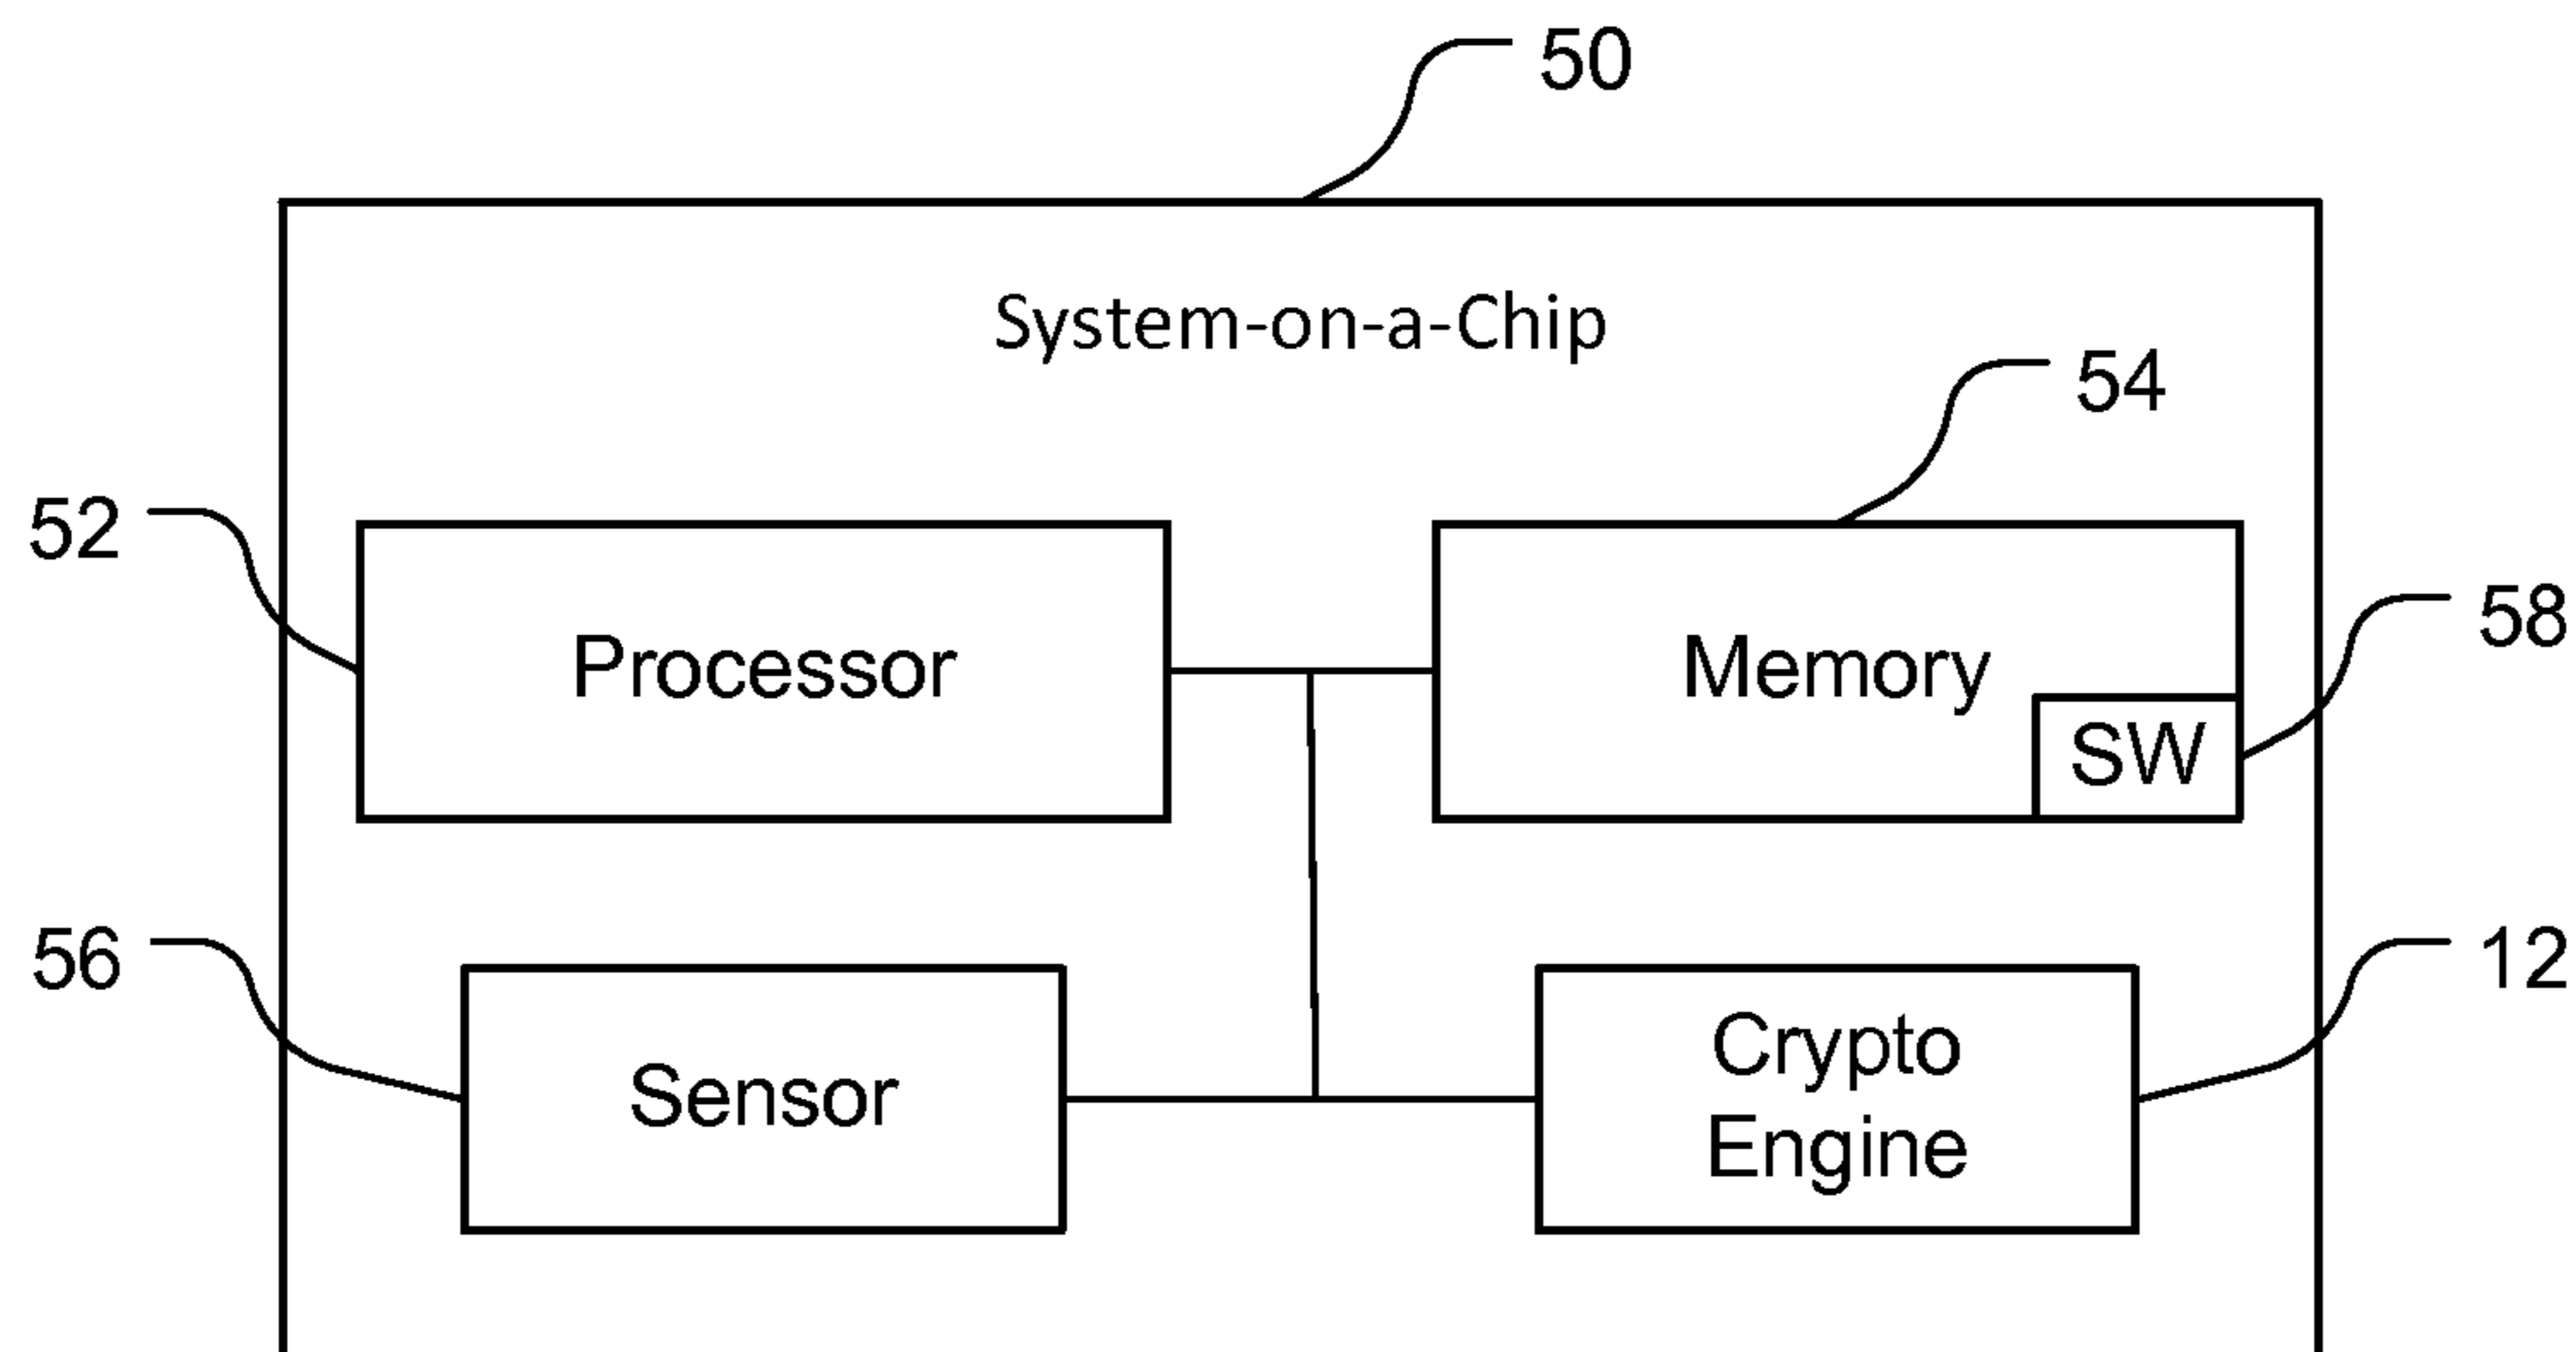 50
System-on-a-Chip
54
52
Processor
Memory
58
SW
56
Sensor
Crypto
Engine
12